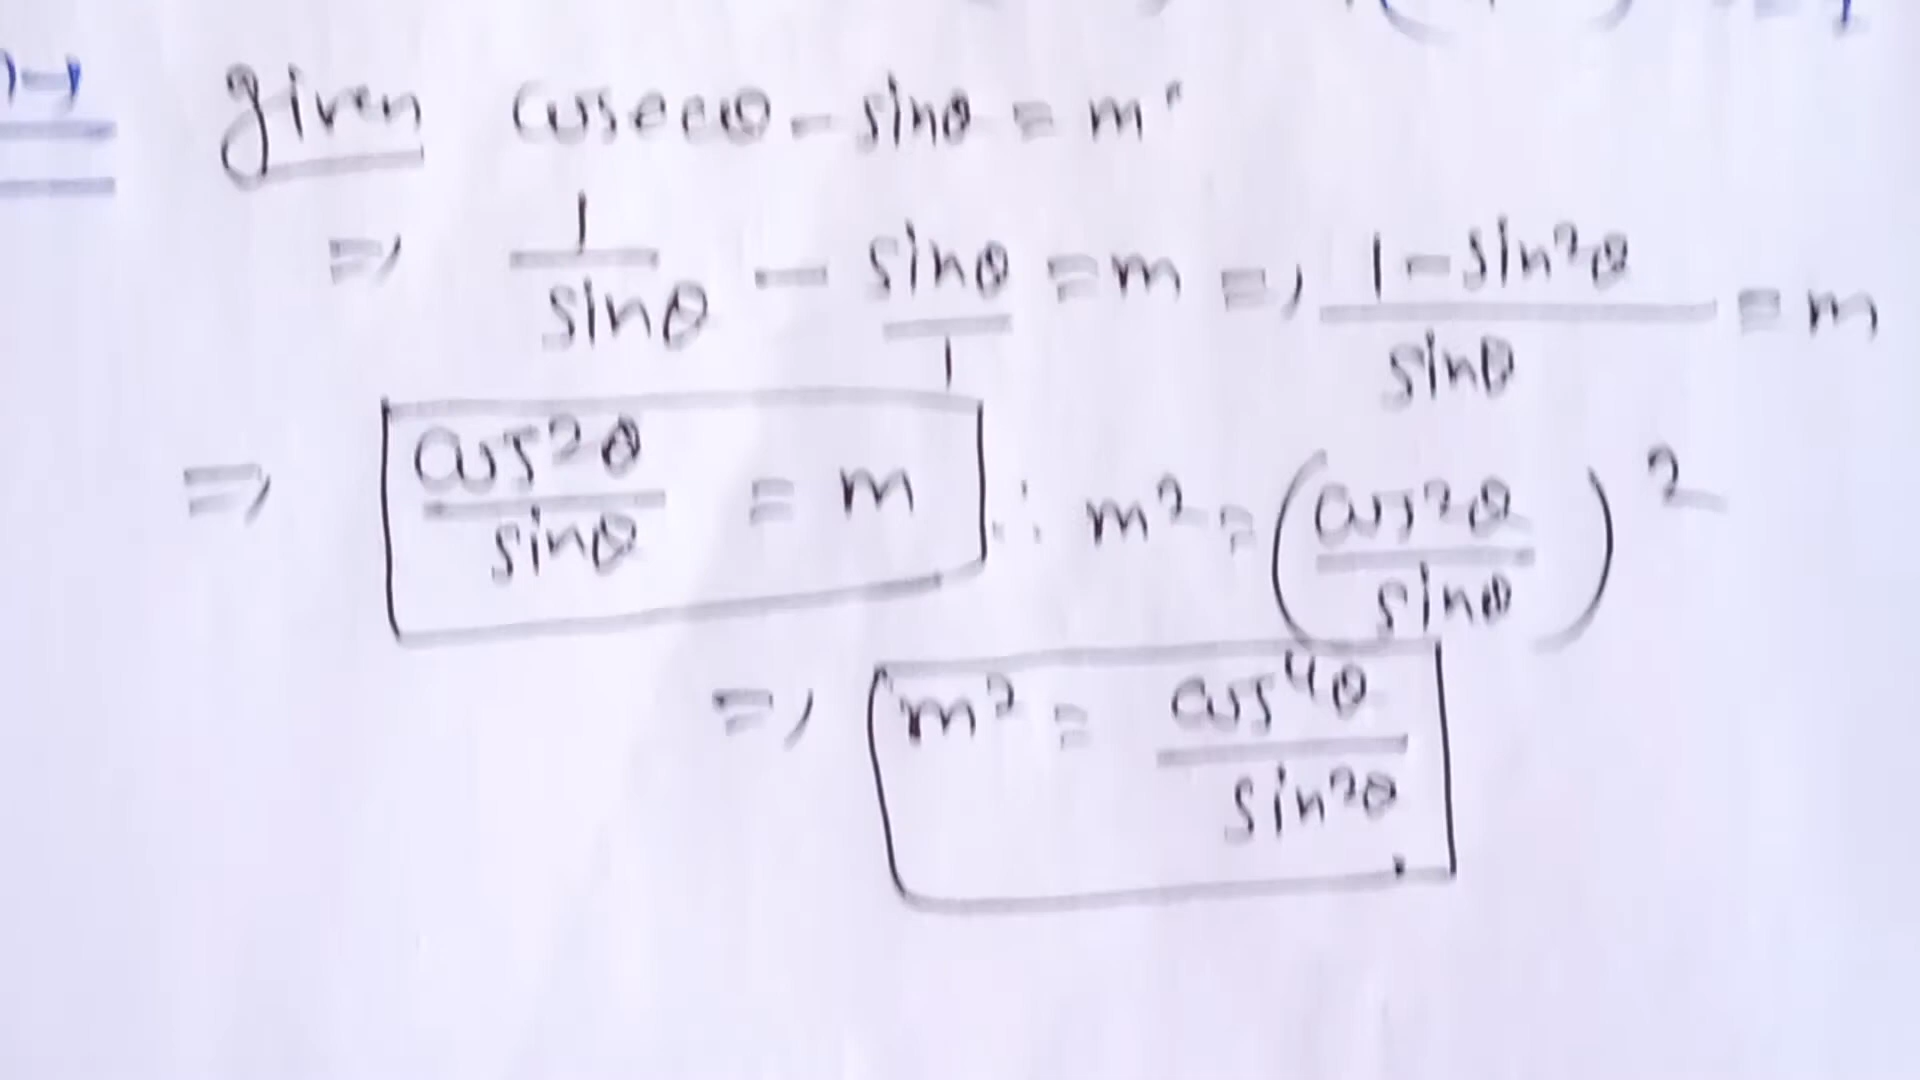 given cosecθ - sinθ = m
⇒ 1/sinθ - sinθ/1 = m ⇒ 1-sin²θ/sinθ = m
⇒ cos²θ/sinθ = m ∴ m² = (cos²θ/sinθ)²
⇒ m² = cos⁴θ/sin²θ